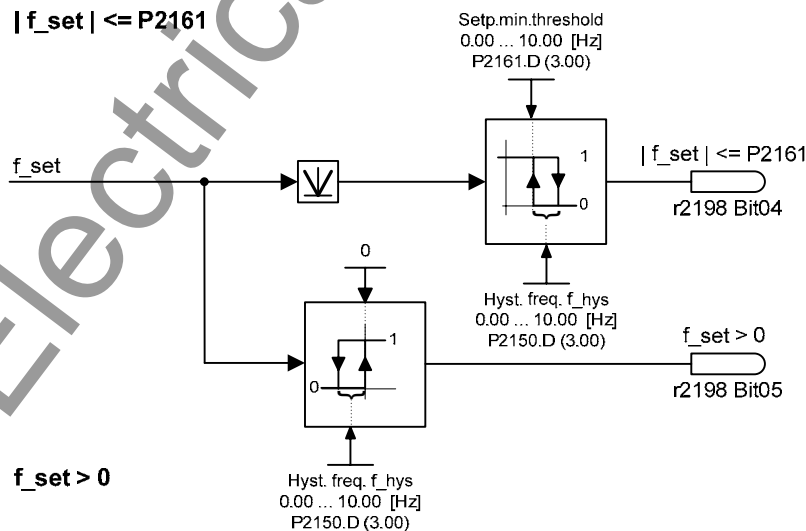 | f_set | <= P2161
Electrica
Setp.min.threshold
0.00 ... 10.00 [Hz]
P2161.D (3.00)
f_set
1
0
| f_set | <= P2161
r2198 Bit04
Hyst. freq. f_hys
0.00 ... 10.00 [Hz]
P2150.D (3.00)
0
1
0
f_set > 0
r2198 Bit05
f_set > 0
Hyst. freq. f_hys
0.00 ... 10.00 [Hz]
P2150.D (3.00)